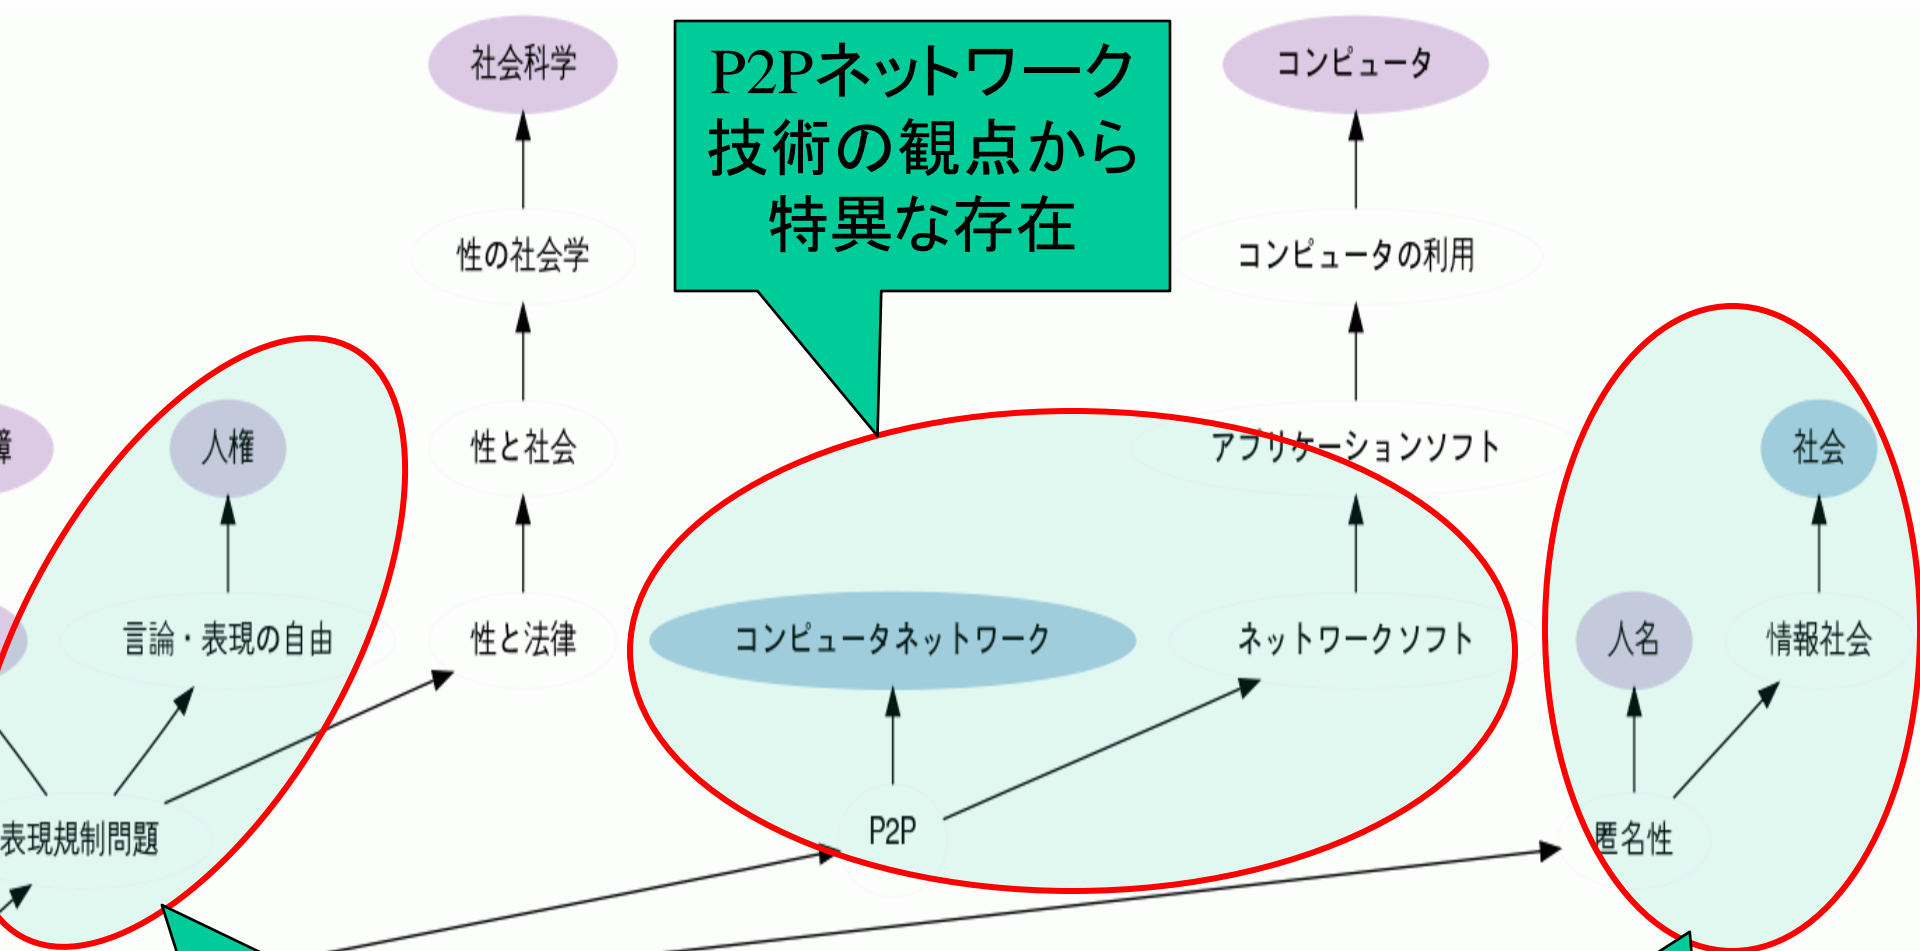 社会科学
P2Pネットワーク
技術の観点から
特異な存在
コンピュータ
性の社会学
コンピュータの利用
人権
性と社会
アプリケーションソフト
社会
言論・表現の自由
性と法律
コンピュータネットワーク
ネットワークソフト
人名
情報社会
表現規制問題
P2P
匿名性